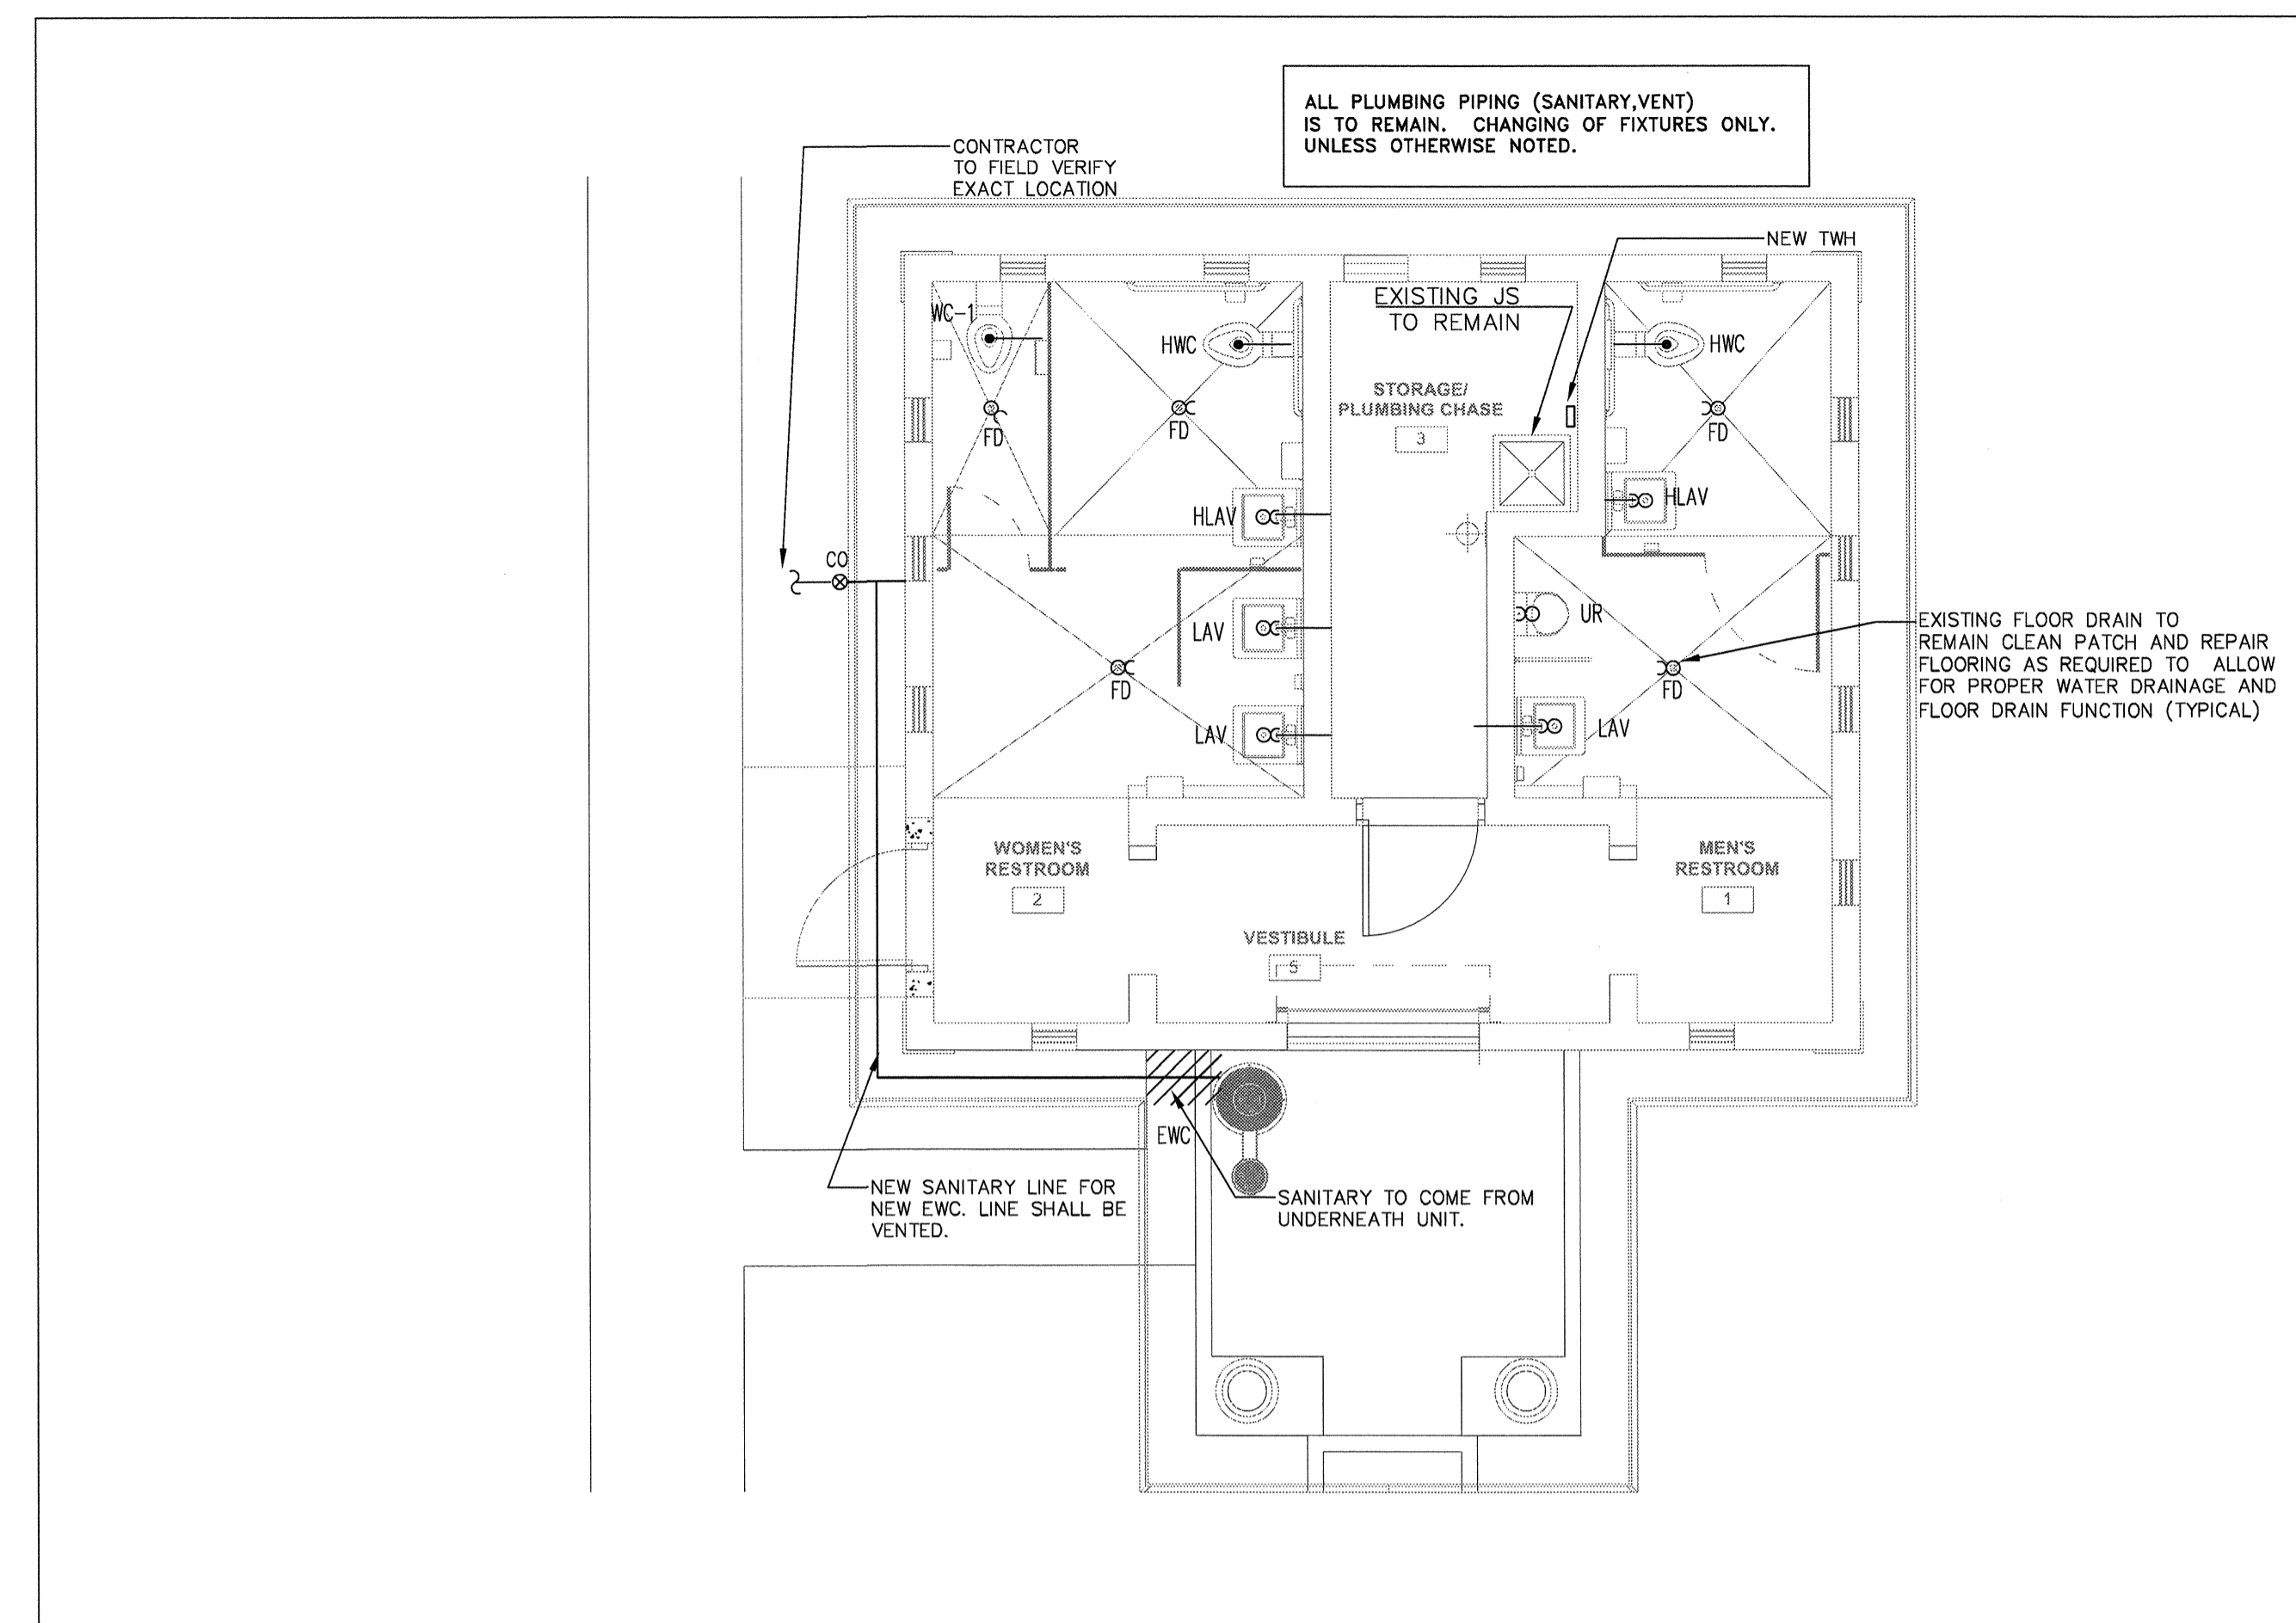 ALL PLUMBING PIPING (SANITARY,VENT)
IS TO REMAIN. CHANGING OF FIXTURES ONLY.
UNLESS OTHERWISE NOTED.
CONTRACTOR
TO FIELD VERIFY
EXACT LOCATION
NEW TWH
EXISTING JS
TO REMAIN
WC-1
HWC
HWC
STORAGE/
PLUMBING CHASE
3
FD
FD
FD
HLAV
HLAV
CO
LAV
UR
EXISTING FLOOR DRAIN TO
REMAIN CLEAN PATCH AND REPAIR
FLOORING AS REQUIRED TO ALLOW
FOR PROPER WATER DRAINAGE AND
FLOOR DRAIN FUNCTION (TYPICAL)
FD
FD
LAV
LAV
WOMEN'S
RESTROOM
2
MEN'S
RESTROOM
1
VESTIBULE
5
EWC
NEW SANITARY LINE FOR
NEW EWC. LINE SHALL BE
VENTED.
SANITARY TO COME FROM
UNDERNEATH UNIT.